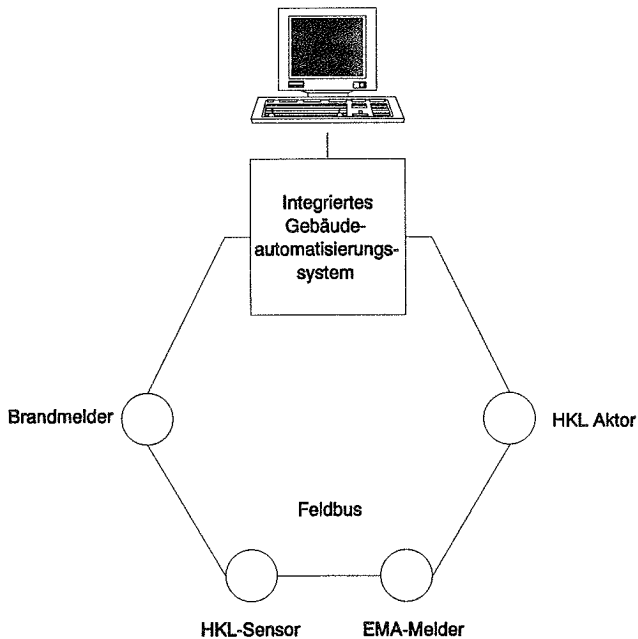 Integriertes
Gebäude-
automatisierungs-
system
Brandmelder
HKL Aktor
Feldbus
HKL-Sensor
EMA-Melder